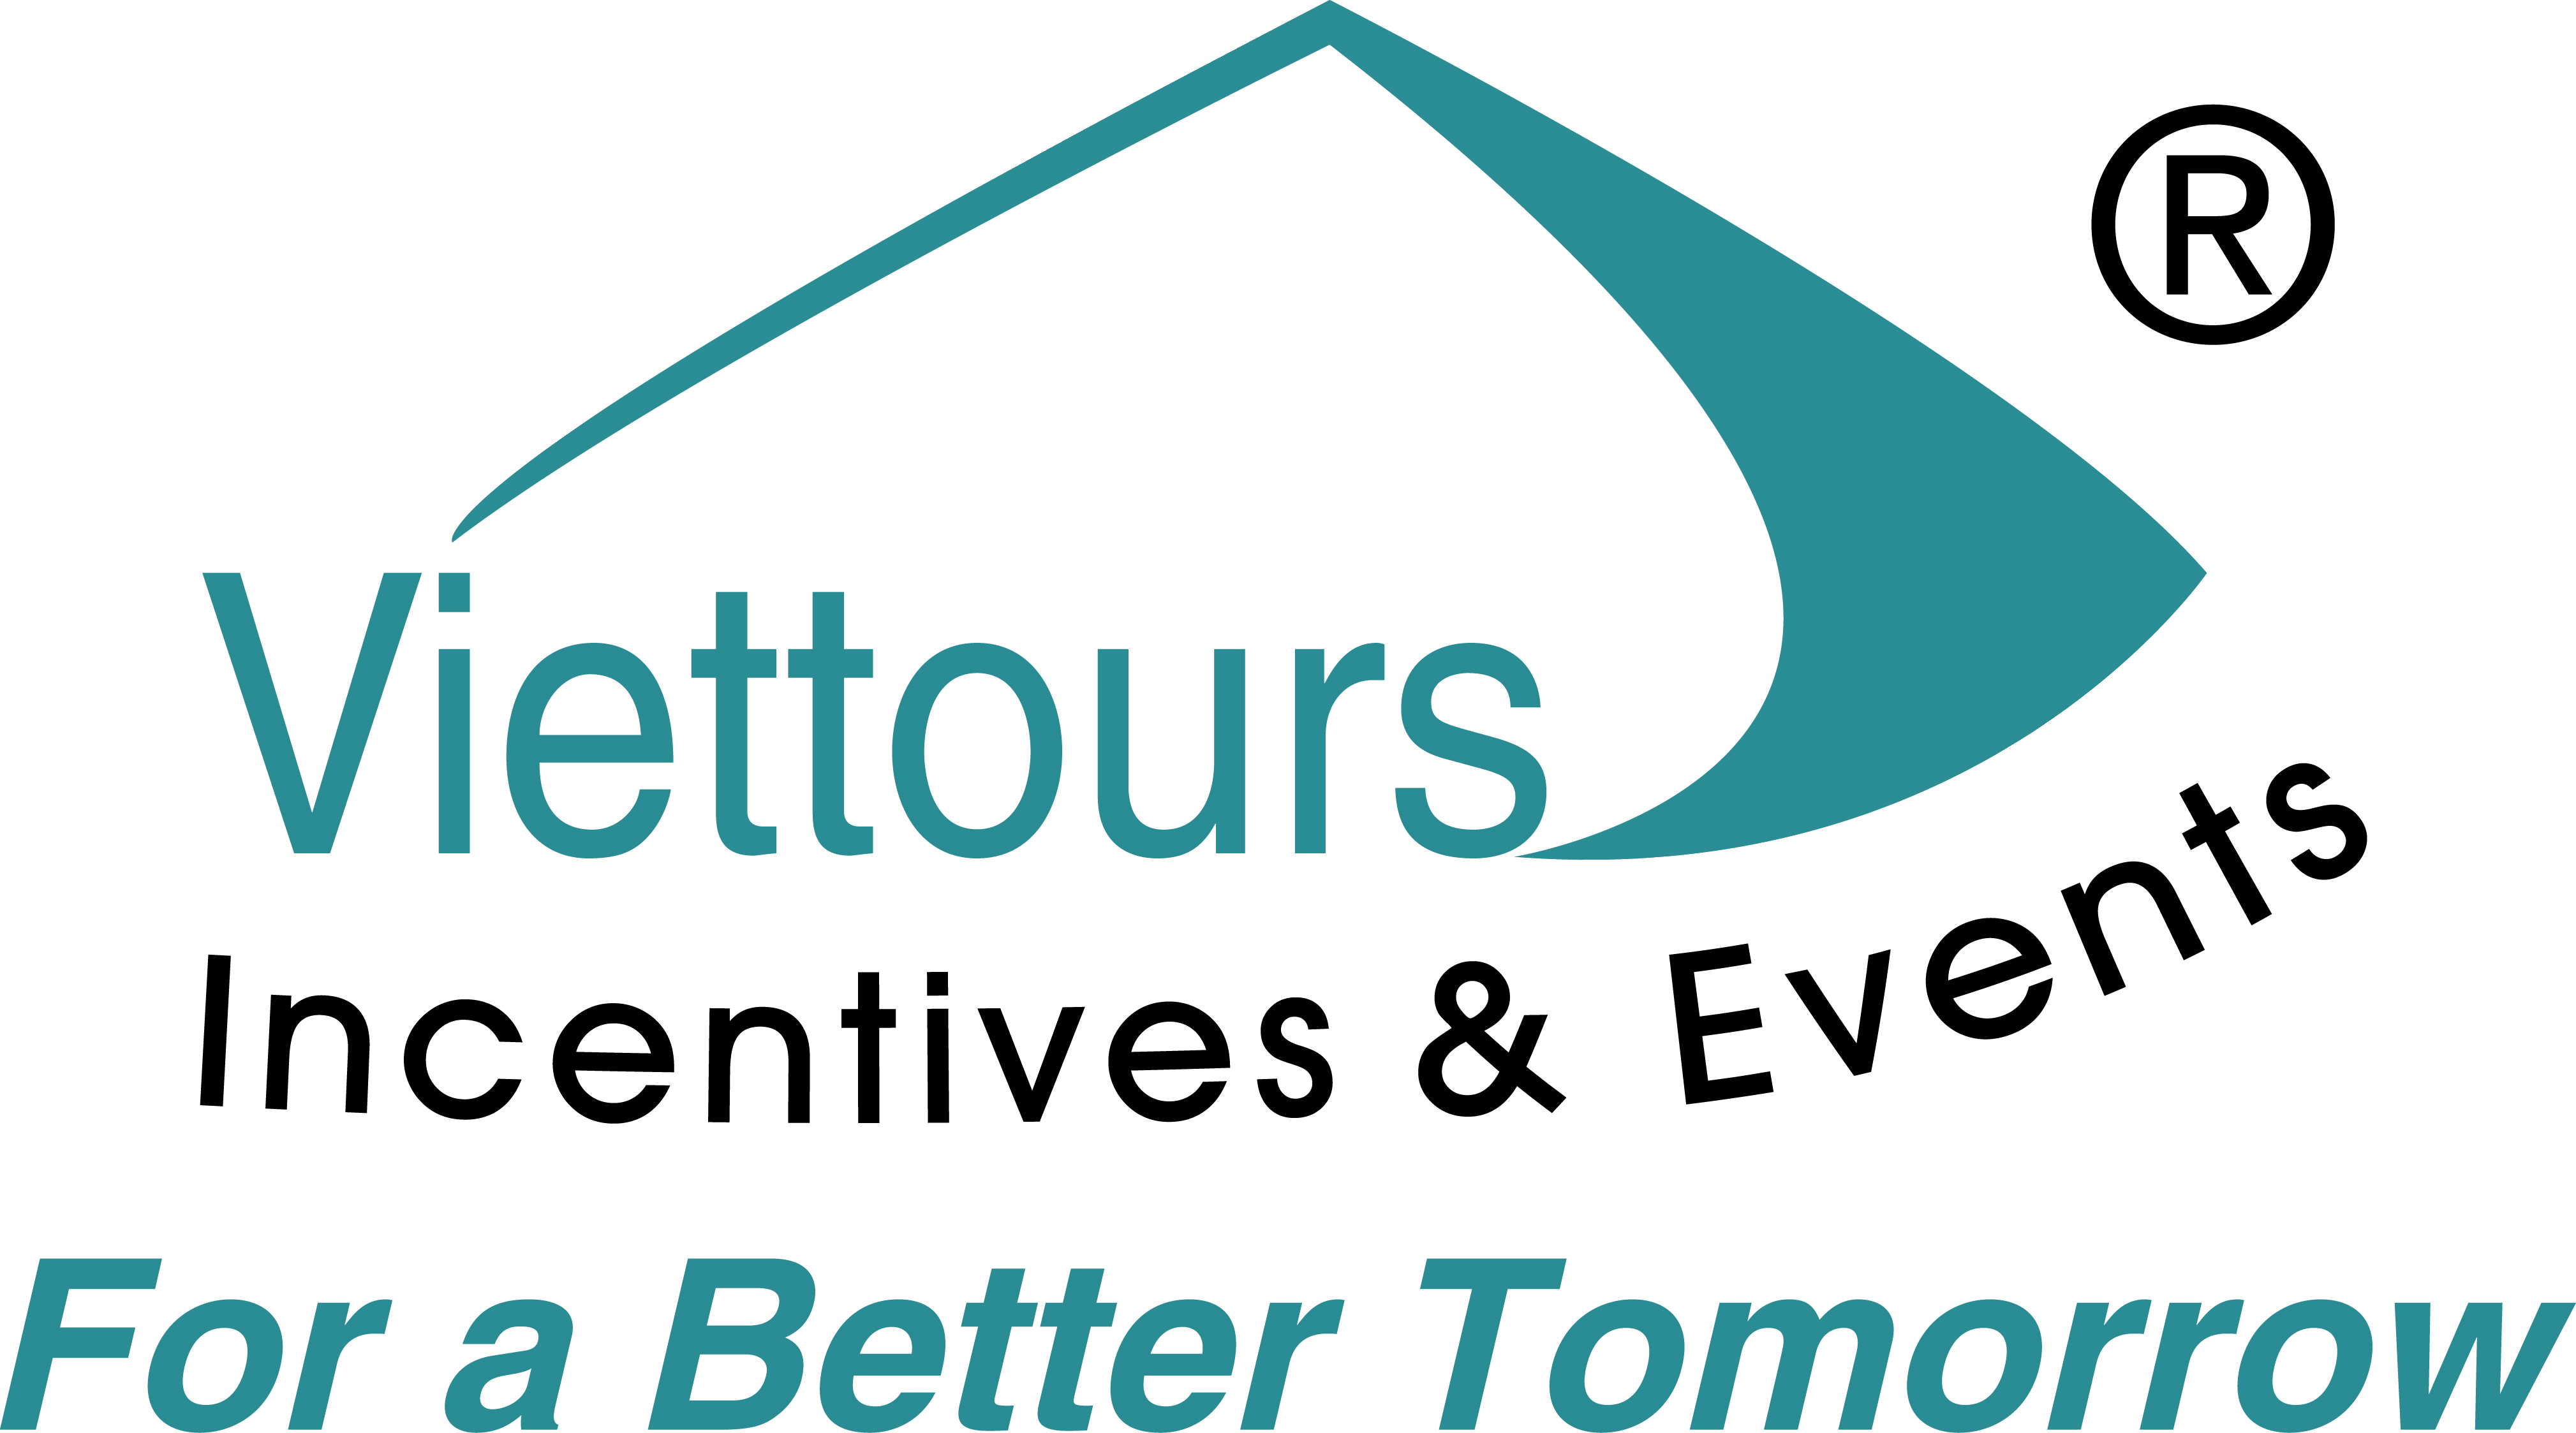 ®
Viettours
Incentives & Events
For a Better Tomorrow